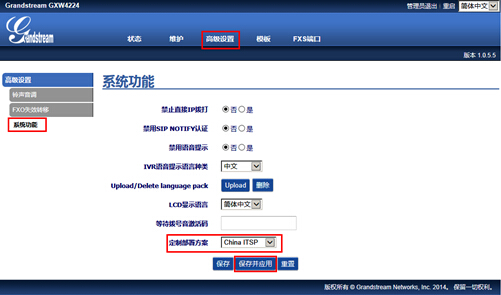 Grandstream GXW4224
管理员退出 | 重启 简体中文
Grandstream
状态 维护 高级设置 模板 FXS端口
版本 1.0.5.5
高级设置
铃声音调
FXO失效转移
系统功能
系统功能
禁止直接IP拨打 否 是
禁用SIP NOTIFY认证 否 是
禁用语音提示 否 是
IVR语音提示语言种类 中文
Upload/Delete language pack Upload 删除
LCD显示语言 简体中文
等待拨号音激活码
定制部署方案 China ITSP
保存 保存并应用 重置
版权所有 © Grandstream Networks, Inc. 2014。 保留一切权利。